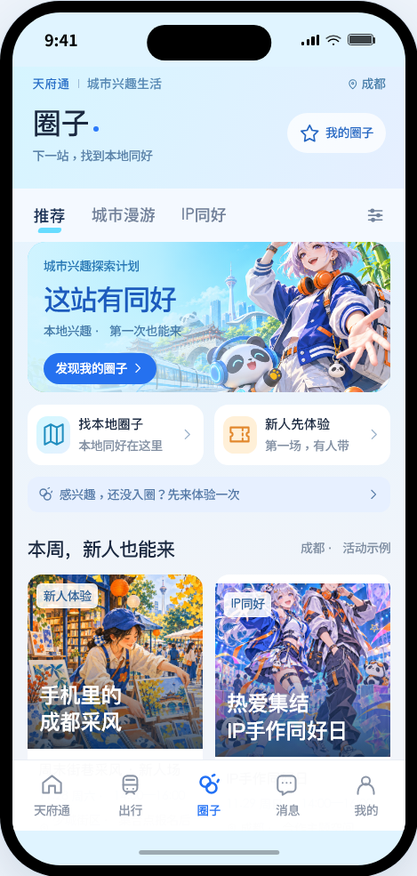 9:41
天府通 | 城市兴趣生活
成都
圈子.
我的圈子
下一站，找到本地同好
推荐 城市漫游 IP同好
城市兴趣探索计划
这站有同好
本地兴趣 · 第一次也能来
发现我的圈子
找本地圈子
本地同好在这里
新人先体验
第一场，有人带
感兴趣，还没入圈？先来体验一次
本周，新人也能来
成都 · 活动示例
新人体验
手机里的
成都采风
IP同好
热爱集结
IP手作同好日
天府通 出行 圈子 消息 我的